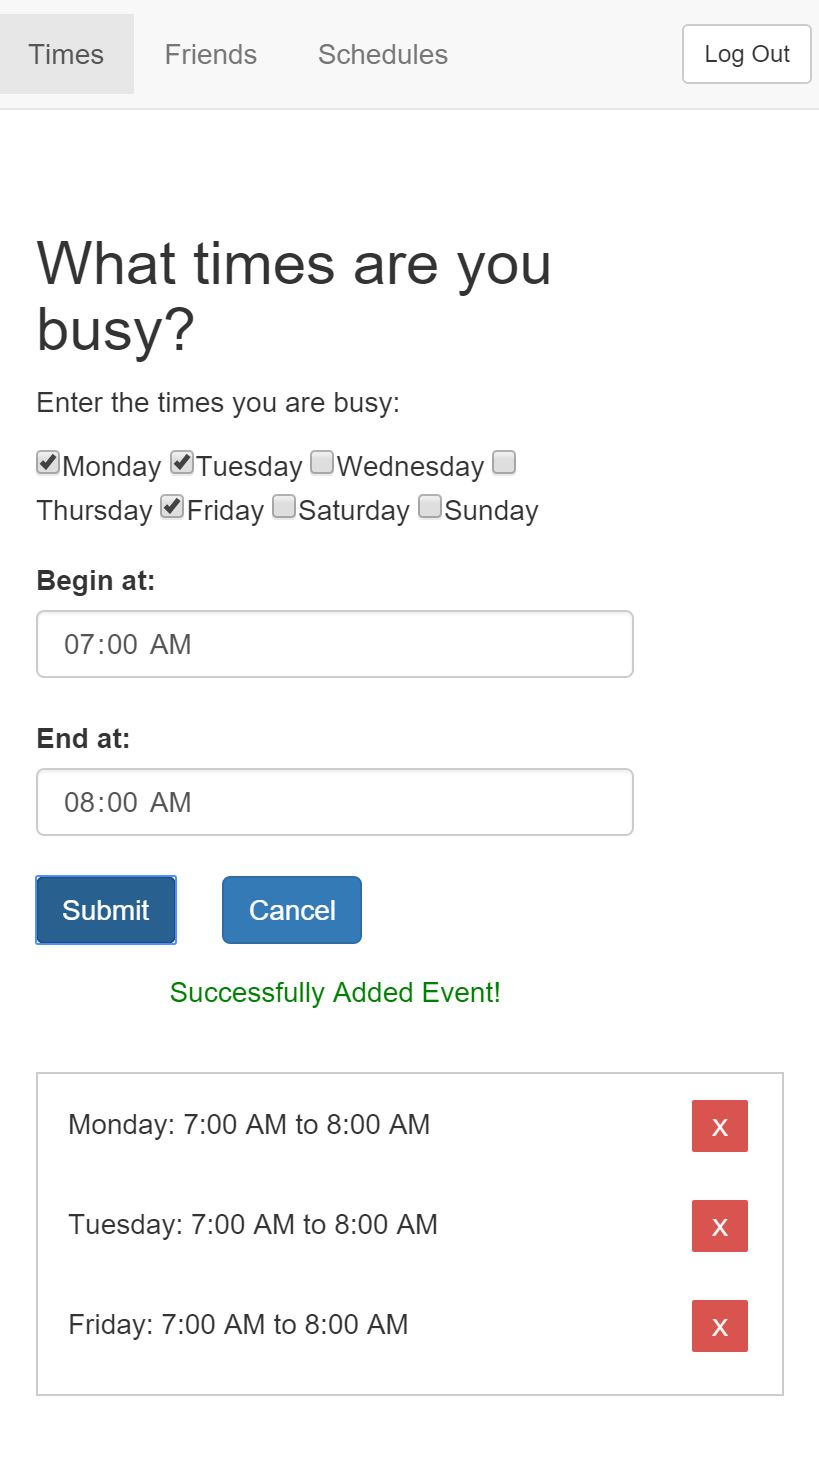 Times Friends Schedules Log Out
What times are you
busy?
Enter the times you are busy:
Monday Tuesday Wednesday
Thursday Friday Saturday Sunday
Begin at:
07:00 AM
End at:
08:00 AM
Submit Cancel
Successfully Added Event!
Monday: 7:00 AM to 8:00 AM x
Tuesday: 7:00 AM to 8:00 AM x
Friday: 7:00 AM to 8:00 AM x